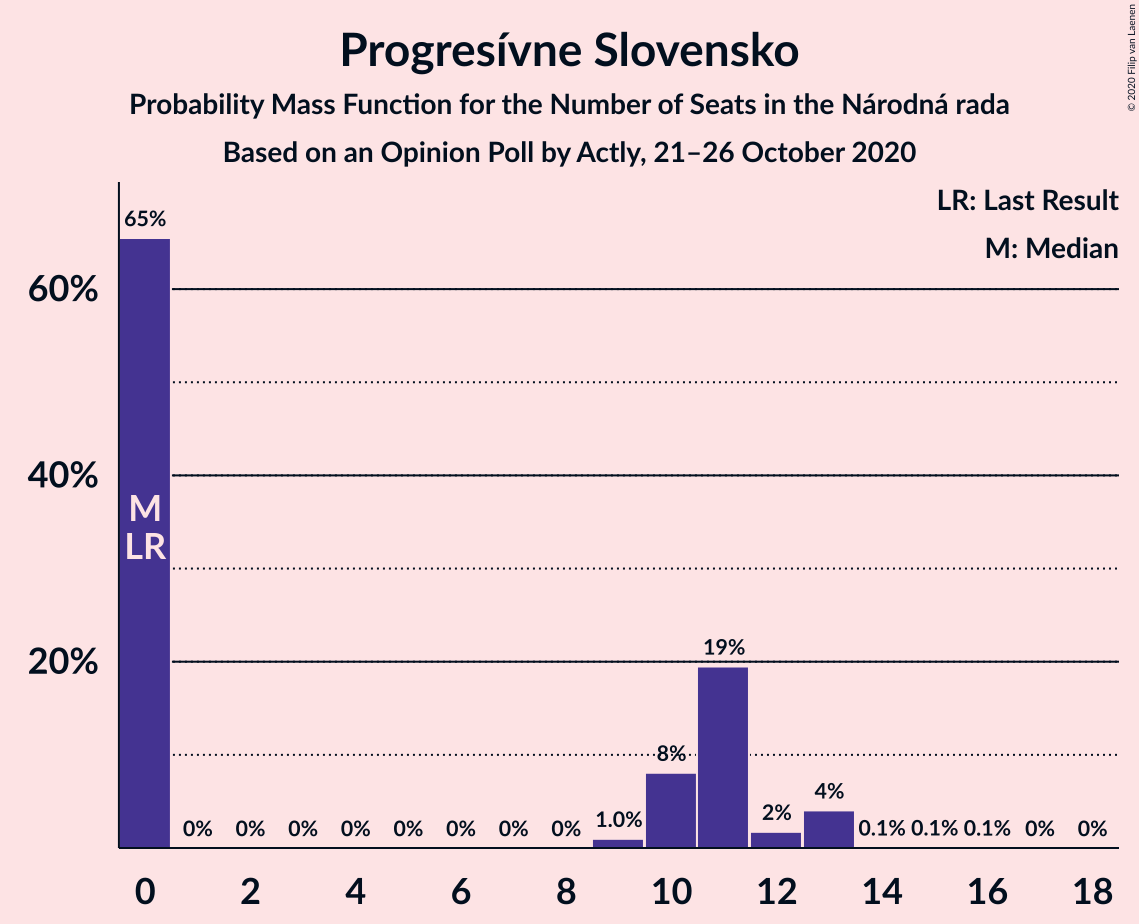 Progresívne Slovensko
Probability Mass Function for the Number of Seats in the Národná rada
Based on an Opinion Poll by Actly, 21–26 October 2020
© 2020 Filip van Laenen
LR: Last Result
M: Median
65%
60%
40%
M
LR
20%
19%
8%
4%
2%
1.0%
0% 0% 0% 0% 0% 0% 0% 0% 0.1% 0.1% 0.1% 0% 0%
0 2 4 6 8 10 12 14 16 18